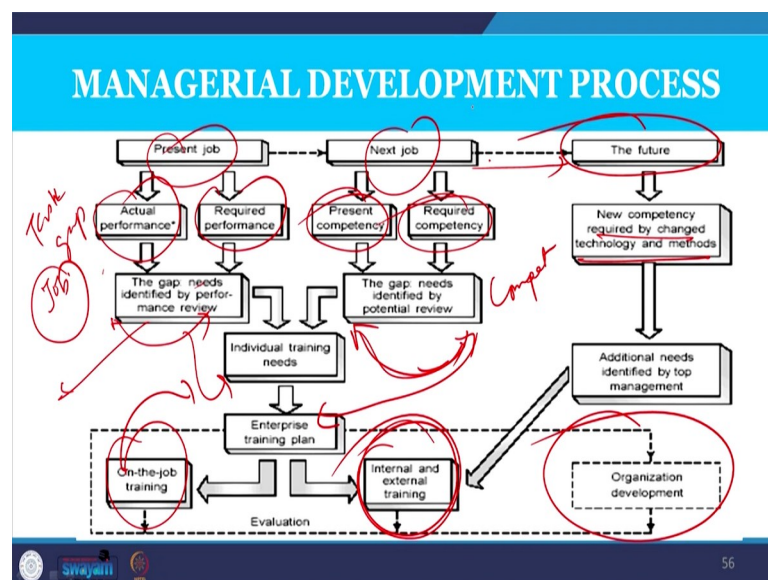 MANAGERIAL DEVELOPMENT PROCESS
Present job
Next job
The future
Actual
performance*
Required
performance
Present
competency
Required
competency
New competency
required by changed
technology and methods
Task
gap
Job
The gap: needs
identified by perfor-
mance review
The gap: needs
identified by
potential review
Compet
Individual training
needs
Additional needs
identified by top
management
Enterprise
training plan
On-the-job
training
Internal and
external
training
Organization
development
Evaluation
swayam
56